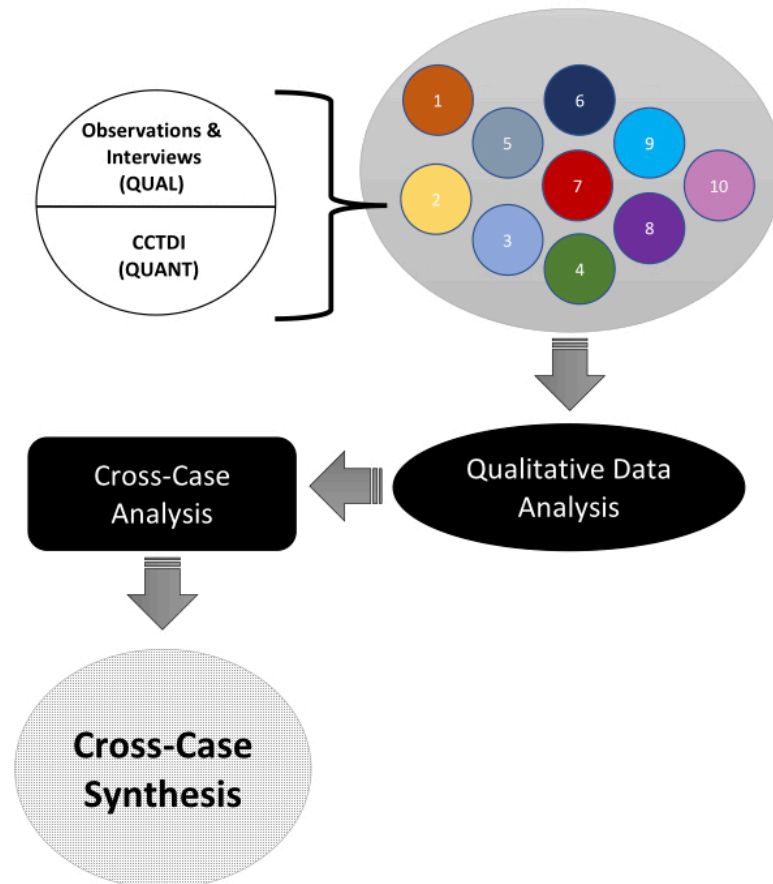 Observations &
Interviews
(QUAL)
CCTDI
(QUANT)
1
6
5
9
2
7
10
3
8
4
Qualitative Data
Analysis
Cross-Case
Analysis
Cross-Case
Synthesis